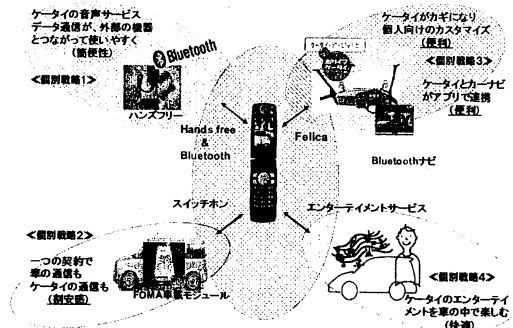 ケータイの音声サービス
データ通信が、外部の機器
とつながって使いやすく
(簡便性)
Bluetooth
≪個別戦略1≫
ハンズフリー
Hands free
&
Bluetooth
ケータイがカギになり
個人向けのカスタマイズ
(便利)
≪個別戦略3≫
ケータイとカーナビ
がアプリで連携
(便利)
Felica
Bluetoothナビ
スイッチホン
エンターテイメントサービス
≪個別戦略2≫
一つの契約で
車の通信も
ケータイの通信も
(割安感)
FOMA車載モジュール
≪個別戦略4≫
ケータイのエンターテイ
メントを車の中で楽しむ
(快適)